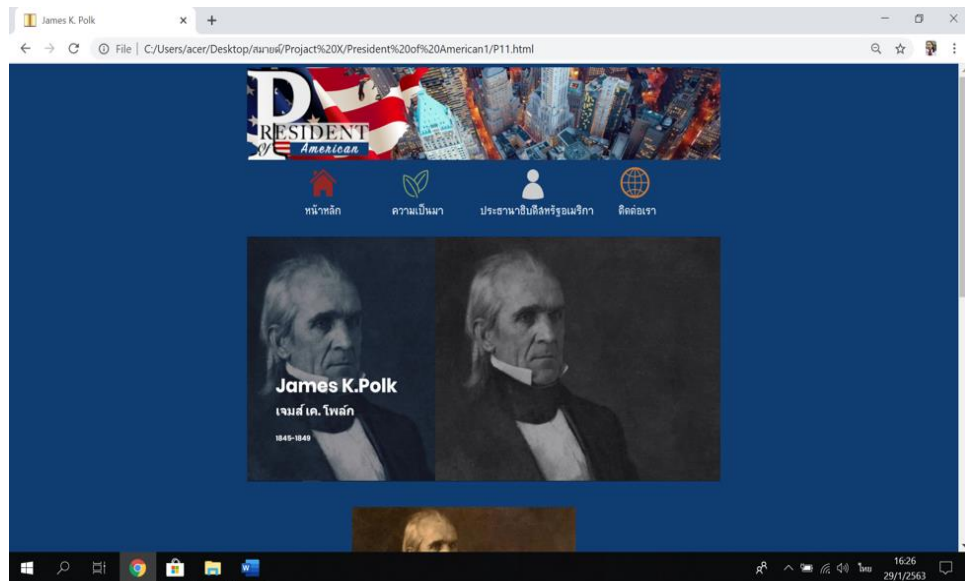 James K. Polk
File | C:/Users/acer/Desktop/สมายด์/Projact%20X/President%20of%20American1/P11.html
PRESIDENT
of American
หน้าหลัก ความเป็นมา ประธานาธิบดีสหรัฐอเมริกา ติดต่อเรา
James K.Polk
เจมส์ เค. โพล์ก
1845-1849
ไทย
16:26
29/1/2563